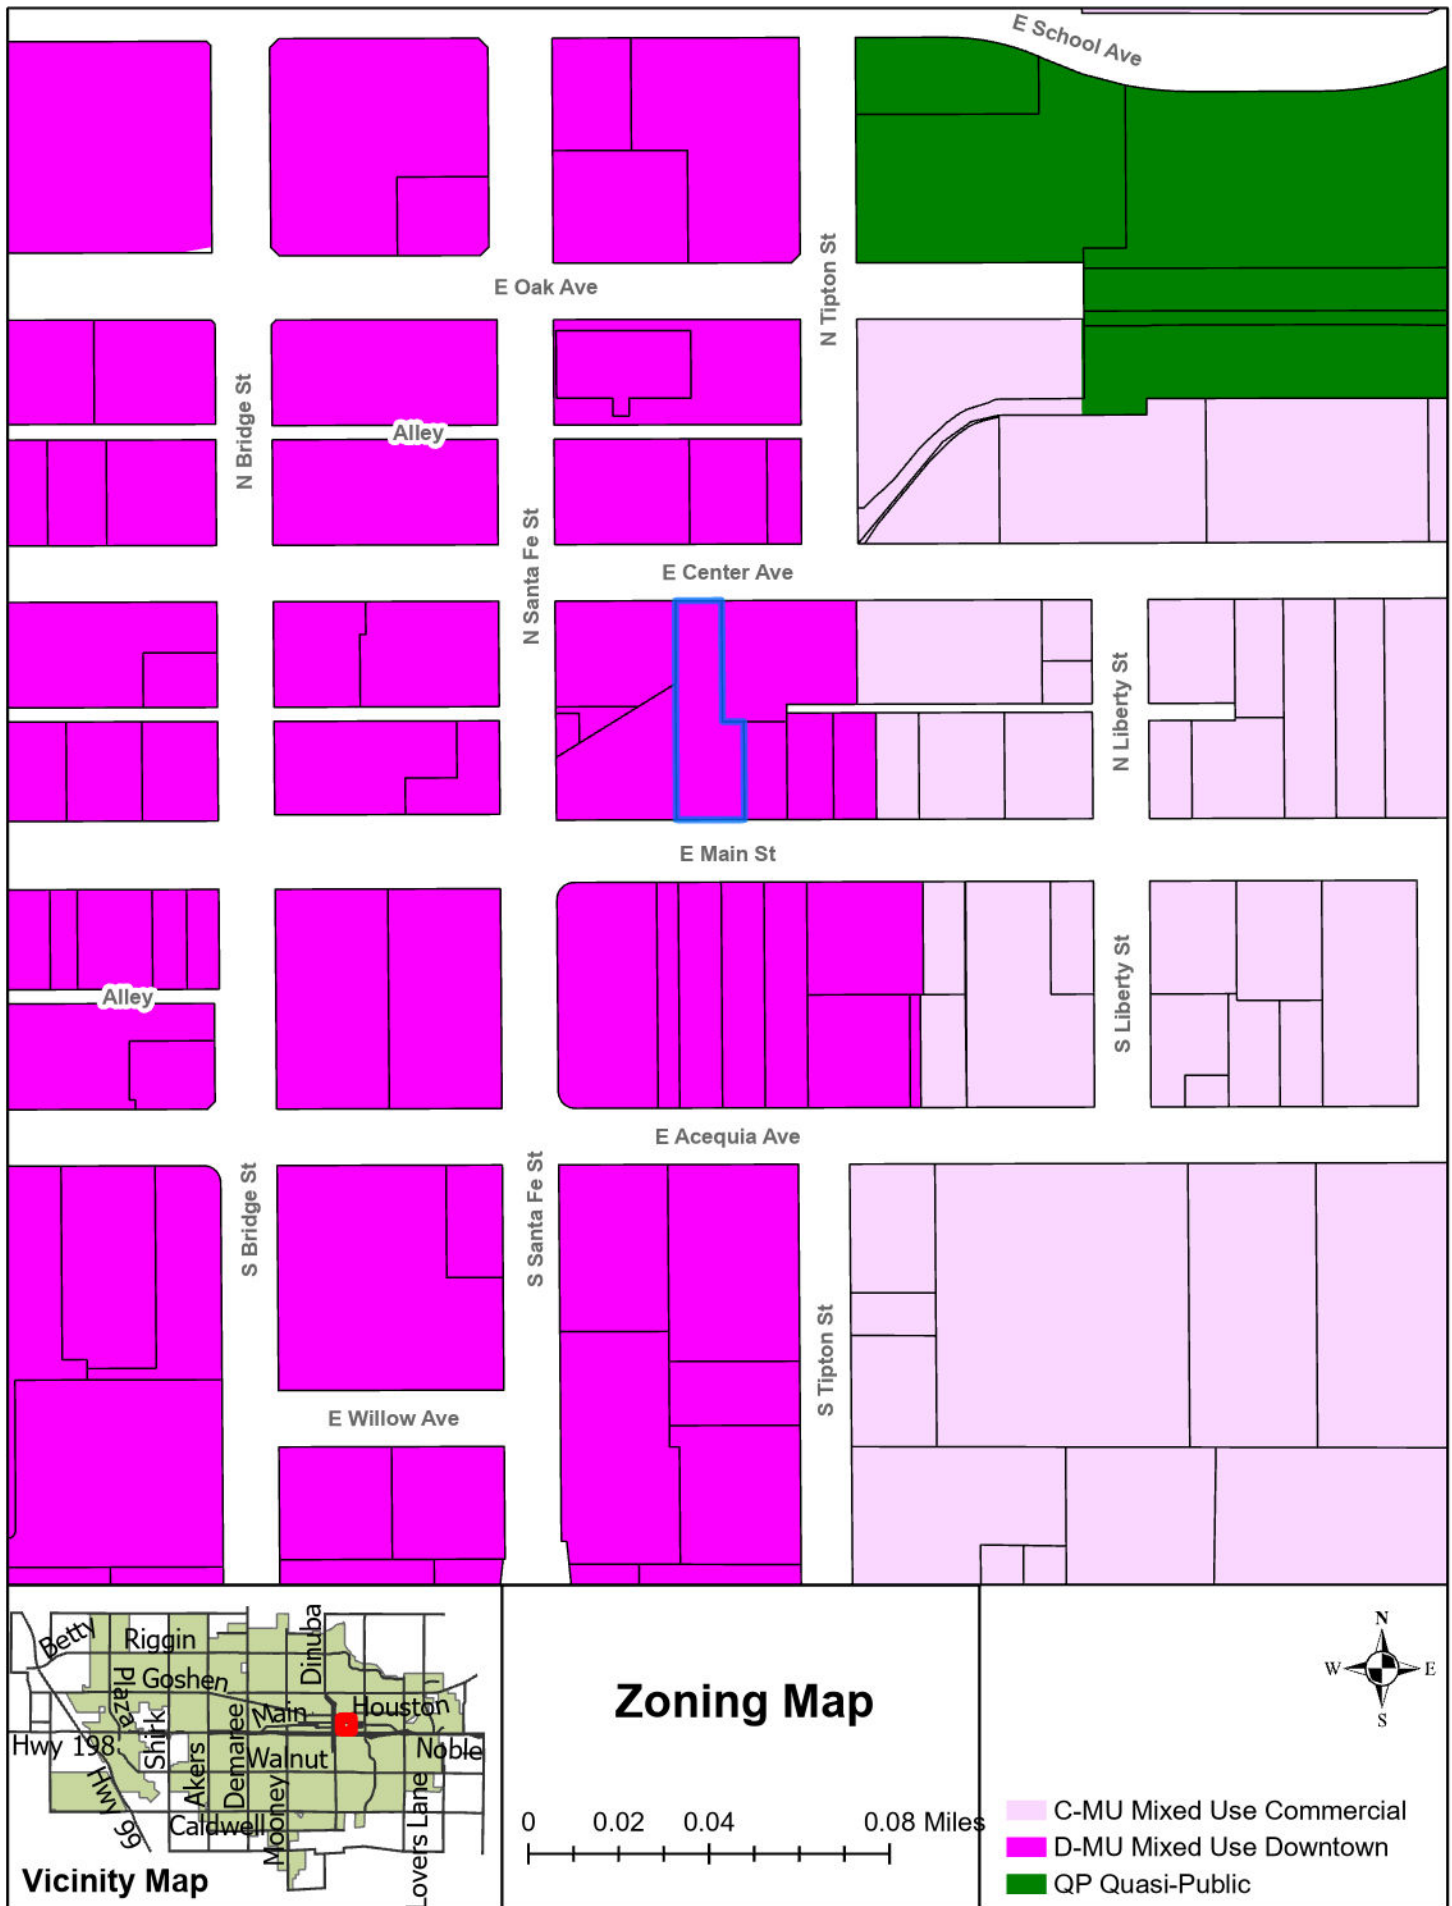 E School Ave
N Tipton St
E Oak Ave
N Bridge St
Alley
N Santa Fe St
E Center Ave
N Liberty St
E Main St
S Liberty St
Alley
E Acequia Ave
S Bridge St
S Santa Fe St
S Tipton St
E Willow Ave
Betty
Riggin
Dinuba
Plaza
Goshen
Main
Houston
Shirk
Demaree
Hwy 198
Akers
Walnut
Noble
Hwy 99
Mooney
Lovers Lane
Caldwell
Vicinity Map
Zoning Map
0 0.02 0.04 0.08 Miles
N
W E
S
C-MU Mixed Use Commercial
D-MU Mixed Use Downtown
QP Quasi-Public